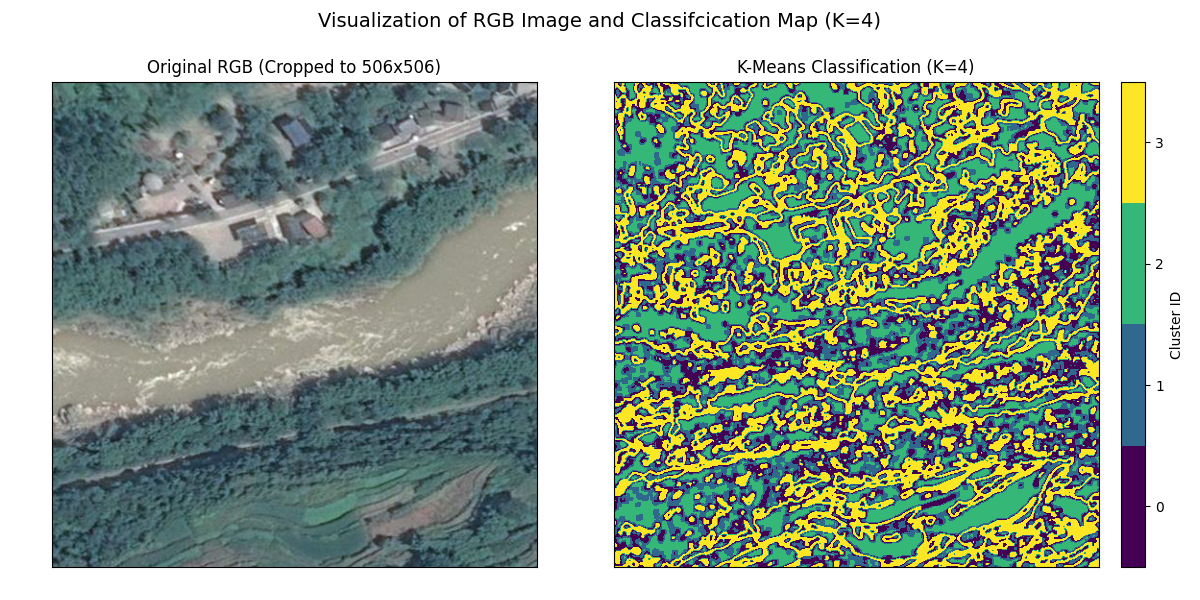 Visualization of RGB Image and Classifcication Map (K=4)
Original RGB (Cropped to 506x506)
K-Means Classification (K=4)
3
2
1
0
Cluster ID